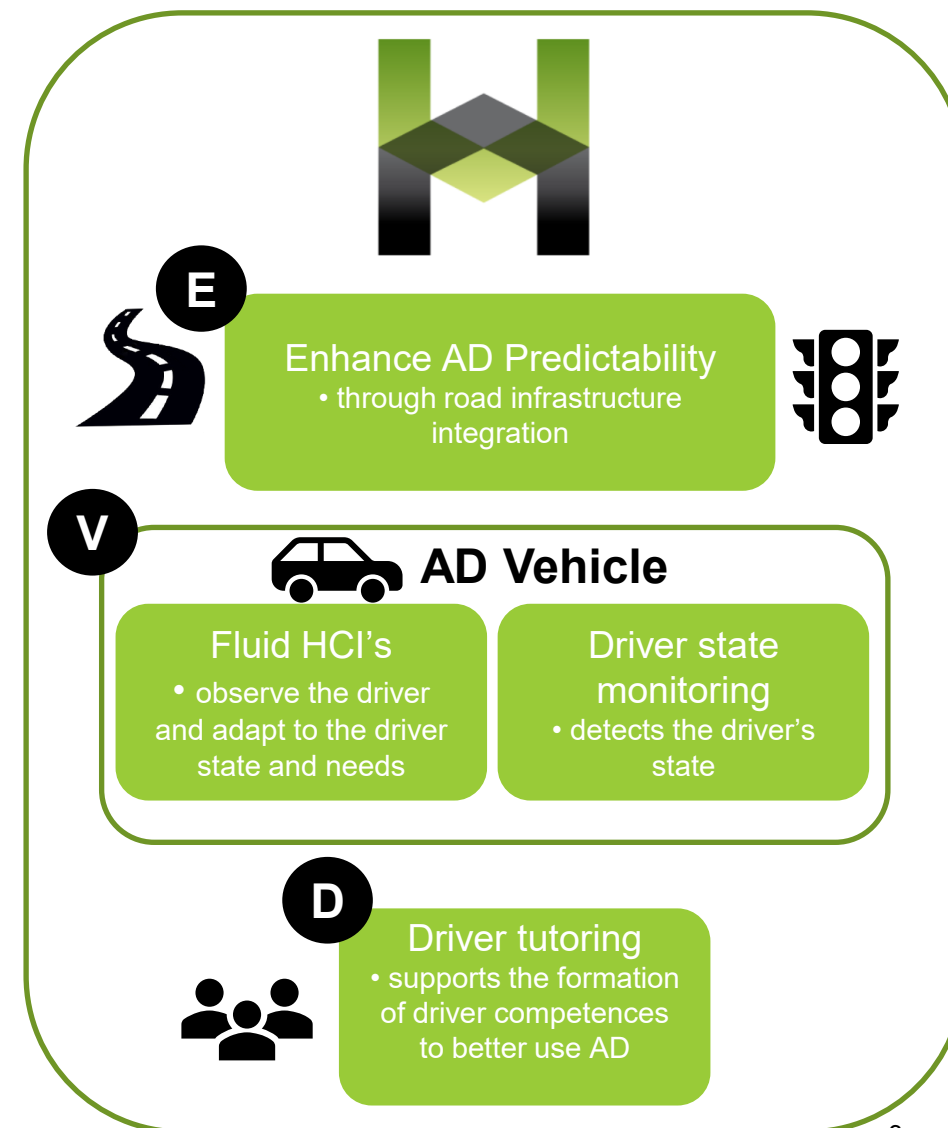 E
Enhance AD Predictability
• through road infrastructure
integration
V
AD Vehicle
Fluid HCI's
• observe the driver
and adapt to the driver
state and needs
Driver state
monitoring
• detects the driver's
state
D
Driver tutoring
• supports the formation
of driver competences
to better use AD